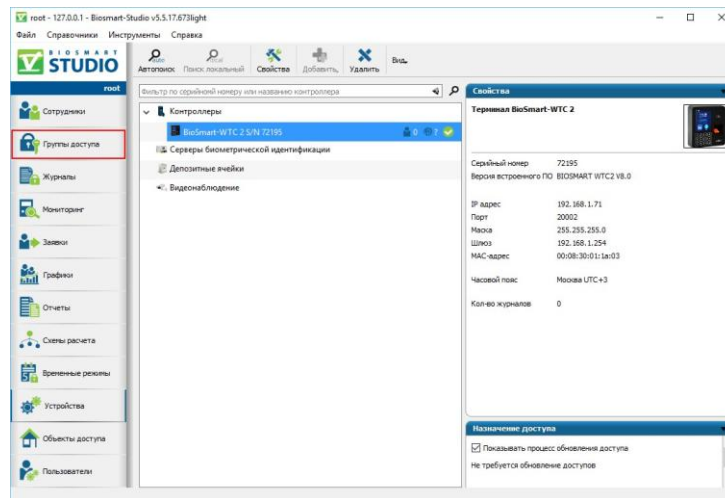 root - 127.0.0.1 - Biosmart-Studio v5.5.17.673light
Файл Справочники Инструменты Справка
BIOSMART
STUDIO
Автопоиск Поиск локальный Свойства Добавить Удалить Вид
root
Фильтр по серийной номеру или названию контроллера
Сотрудники
Группы доступа
Журналы
Мониторинг
Заявки
Графики
Отчеты
Схемы расчета
Временные режимы
Устройства
Объекты доступа
Пользователи
Контроллеры
BioSmart-WTC 2 S/N 72195 0 ?
Серверы биометрической идентификации
Депозитные ячейки
Видеонаблюдение
Свойства
Терминал BioSmart-WTC 2
Серийный номер 72195
Версия встроенного ПО BIOSMART WTC2 V8.0
IP адрес 192.168.1.71
Порт 20002
Маска 255.255.255.0
Шлюз 192.168.1.254
MAC-адрес 00:08:30:01:1a:03
Часовой пояс Москва UTC+3
Кол-во журналов 0
Назначение доступа
Показывать процесс обновления доступа
Не требуется обновление доступов